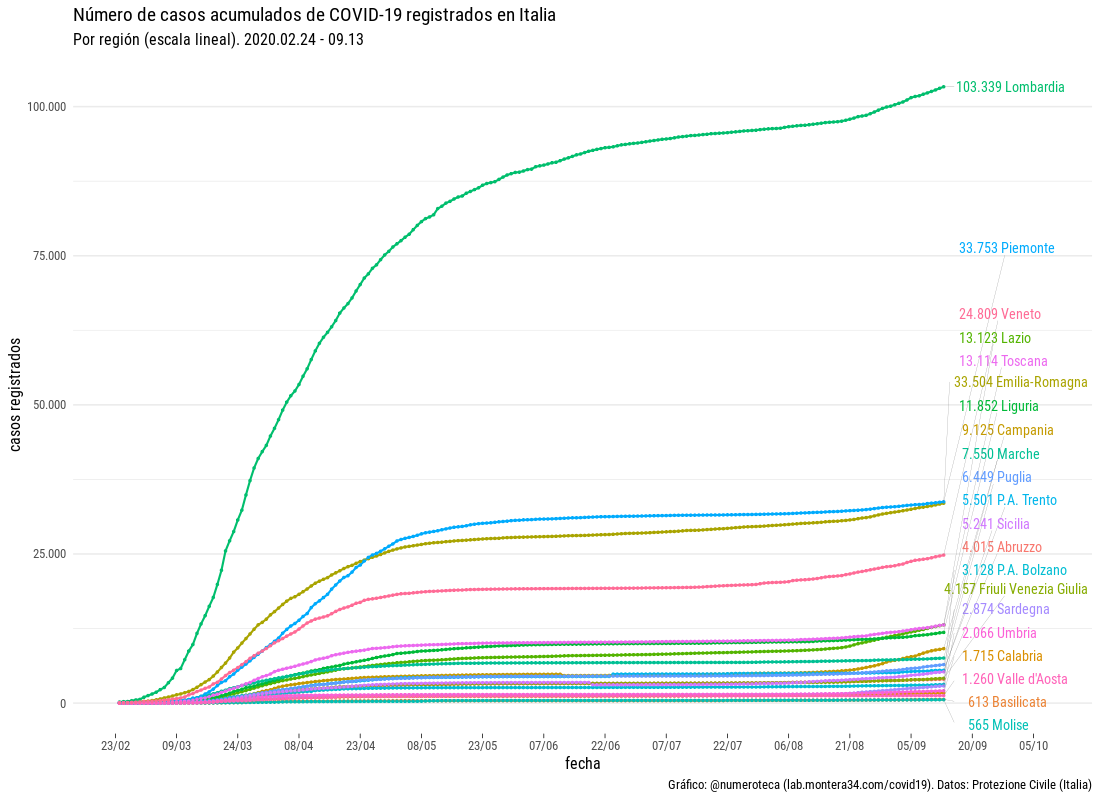 Número de casos acumulados de COVID-19 registrados en Italia
Por región (escala lineal). 2020.02.24 - 09.13
casos registrados
100.000
75.000
50.000
25.000
0
103.339 Lombardia
33.753 Piemonte
24.809 Veneto
13.123 Lazio
13.114 Toscana
33.504 Emilia-Romagna
11.852 Liguria
9.125 Campania
7.550 Marche
6.449 Puglia
5.501 P.A. Trento
5.241 Sicilia
4.015 Abruzzo
3.128 P.A. Bolzano
4.157 Friuli Venezia Giulia
2.874 Sardegna
2.066 Umbria
1.715 Calabria
1.260 Valle d'Aosta
613 Basilicata
565 Molise
23/02 09/03 24/03 08/04 23/04 08/05 23/05 07/06 22/06 07/07 22/07 06/08 21/08 05/09 20/09 05/10
fecha
Gráfico: @numeroteca (lab.montera34.com/covid19). Datos: Protezione Civile (Italia)